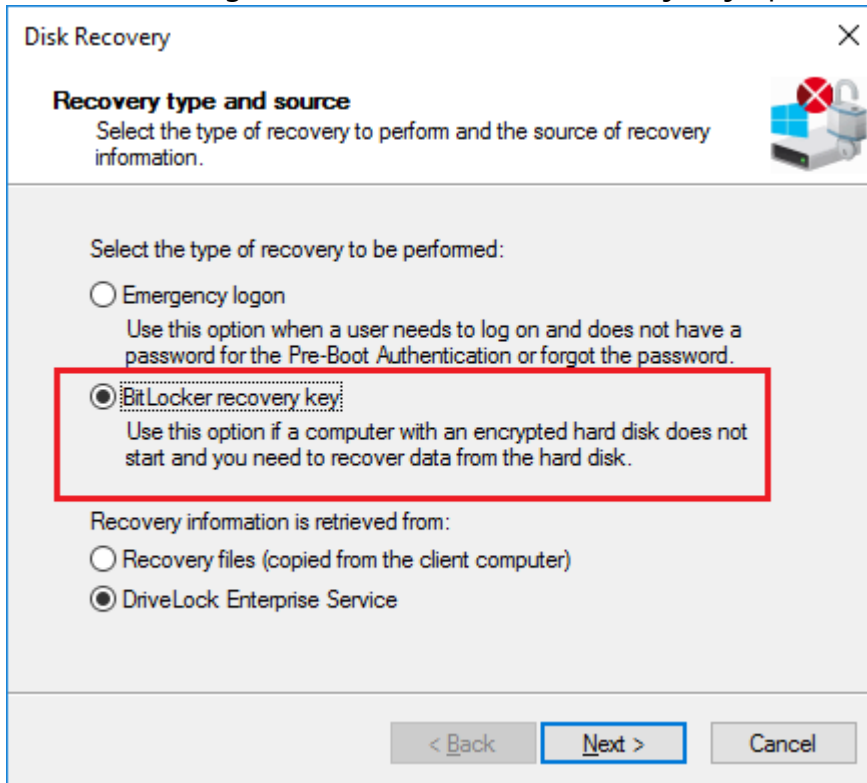 Disk Recovery
Recovery type and source
Select the type of recovery to perform and the source of recovery
information.
Select the type of recovery to be performed:
Emergency logon
Use this option when a user needs to log on and does not have a
password for the Pre-Boot Authentication or forgot the password.
BitLocker recovery key
Use this option if a computer with an encrypted hard disk does not
start and you need to recover data from the hard disk.
Recovery information is retrieved from:
Recovery files (copied from the client computer)
DriveLock Enterprise Service
< Back
Next >
Cancel